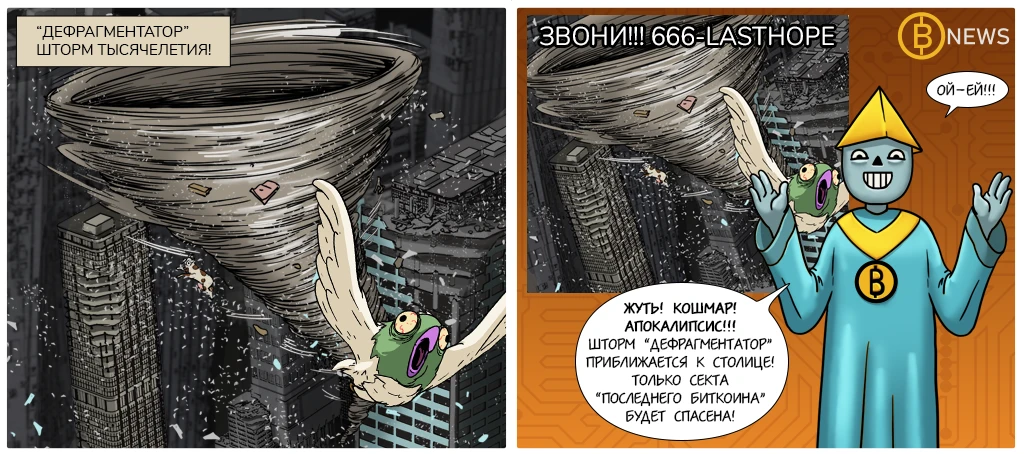 “ДЕФРАГМЕНТАТОР”
ШТОРМ ТЫСЯЧЕЛЕТИЯ!
ЗВОНИ!!! 666-LASTHOPE
₿ NEWS
ОЙ-ЕЙ!!!
₿
ЖУТЬ! КОШМАР!
АПОКАЛИПСИС!!!
ШТОРМ “ДЕФРАГМЕНТАТОР”
ПРИБЛИЖАЕТСЯ К СТОЛИЦЕ!
ТОЛЬКО СЕКТА
“ПОСЛЕДНЕГО БИТКОИНА”
БУДЕТ СПАСЕНА!